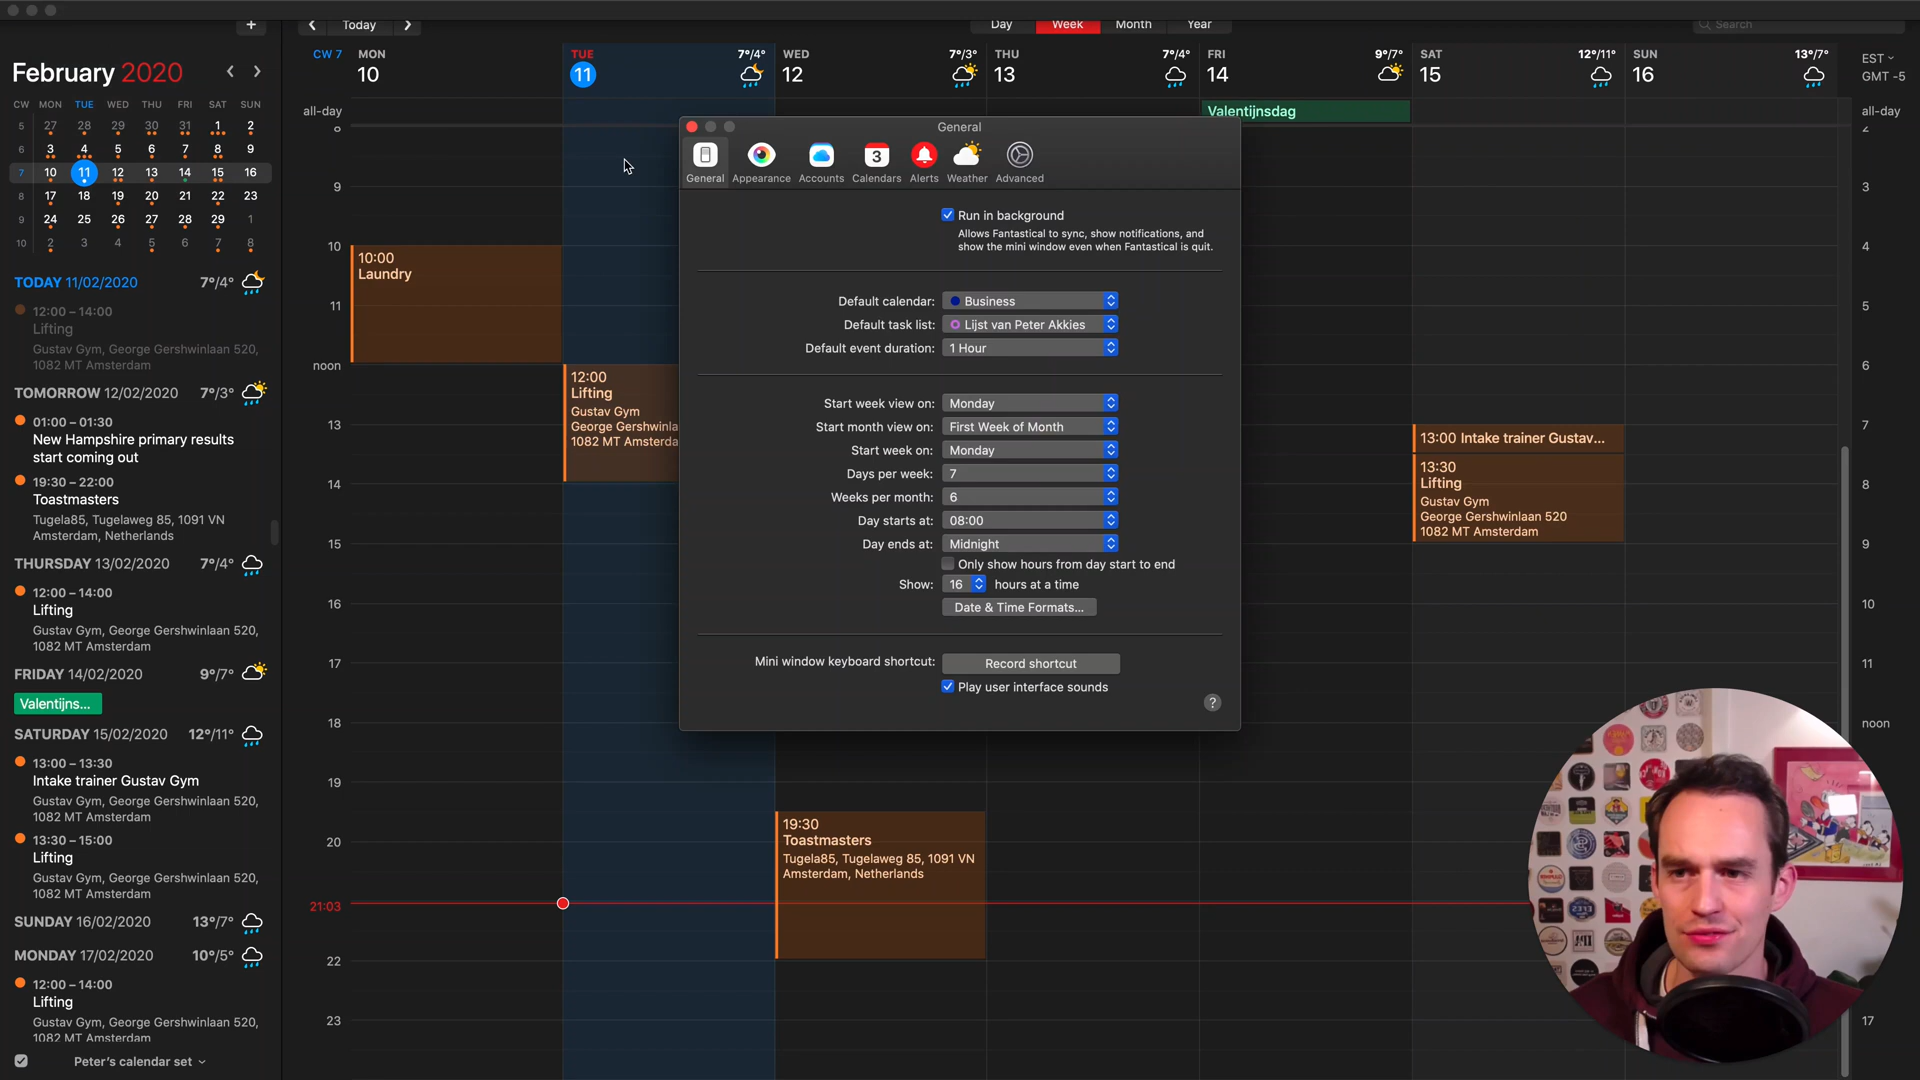 Today
Day
Week
Month
Year
Search
February 2020
CW MON TUE WED THU FRI SAT SUN
5 27 28 29 30 31 1 2
6 3 4 5 6 7 8 9
7 10 11 12 13 14 15 16
8 17 18 19 20 21 22 23
9 24 25 26 27 28 29 1
10 2 3 4 5 6 7 8
TODAY 11/02/2020 7°/4°
12:00 – 14:00
Lifting
Gustav Gym, George Gershwinlaan 520,
1082 MT Amsterdam
TOMORROW 12/02/2020 7°/3°
01:00 – 01:30
New Hampshire primary results
start coming out
19:30 – 22:00
Toastmasters
Tugela85, Tugelaweg 85, 1091 VN
Amsterdam, Netherlands
THURSDAY 13/02/2020 7°/4°
12:00 – 14:00
Lifting
Gustav Gym, George Gershwinlaan 520,
1082 MT Amsterdam
FRIDAY 14/02/2020 9°/7°
Valentijns...
SATURDAY 15/02/2020 12°/11°
13:00 – 13:30
Intake trainer Gustav Gym
Gustav Gym, George Gershwinlaan 520,
1082 MT Amsterdam
13:30 – 15:00
Lifting
Gustav Gym, George Gershwinlaan 520,
1082 MT Amsterdam
SUNDAY 16/02/2020 13°/7°
MONDAY 17/02/2020 10°/5°
12:00 – 14:00
Lifting
Gustav Gym, George Gershwinlaan 520,
1082 MT Amsterdam
Peter's calendar set
CW 7 MON
10
TUE 7°/4°
11
WED 7°/3°
12
THU 7°/4°
13
FRI 9°/7°
14
SAT 12°/11°
15
SUN 13°/7°
16
EST
GMT -5
all-day
Valentijnsdag
all-day
8
9
10
11
noon
13
14
15
16
17
18
19
20
21:03
22
23
10:00
Laundry
12:00
Lifting
Gustav Gym
George Gershwinla
1082 MT Amsterda
19:30
Toastmasters
Tugela85, Tugelaweg 85, 1091 VN
Amsterdam, Netherlands
13:00 Intake trainer Gustav...
13:30
Lifting
Gustav Gym
George Gershwinlaan 520
1082 MT Amsterdam
2
3
4
5
6
7
8
9
10
11
noon
17
General
General
Appearance
3
Accounts
Calendars
Alerts
Weather
Advanced
Run in background
Allows Fantastical to sync, show notifications, and
show the mini window even when Fantastical is quit.
Default calendar: Business
Default task list: Lijst van Peter Akkies
Default event duration: 1 Hour
Start week view on: Monday
Start month view on: First Week of Month
Start week on: Monday
Days per week: 7
Weeks per month: 6
Day starts at: 08:00
Day ends at: Midnight
Only show hours from day start to end
Show: 16 hours at a time
Date & Time Formats...
Mini window keyboard shortcut: Record shortcut
Play user interface sounds
?